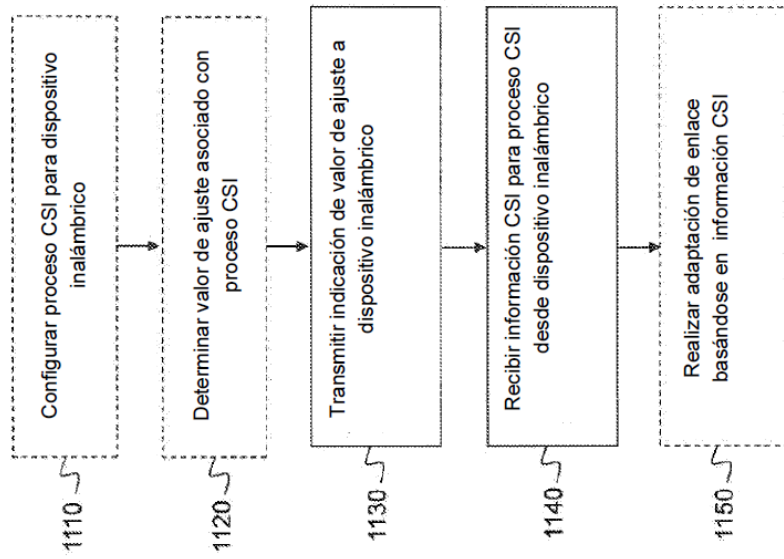 1110
Configurar proceso CSI para dispositivo
inalámbrico
1120
Determinar valor de ajuste asociado con
proceso CSI
1130
Transmitir indicación de valor de ajuste a
dispositivo inalámbrico
1140
Recibir información CSI para proceso CSI
desde dispositivo inalámbrico
1150
Realizar adaptación de enlace
basándose en información CSI